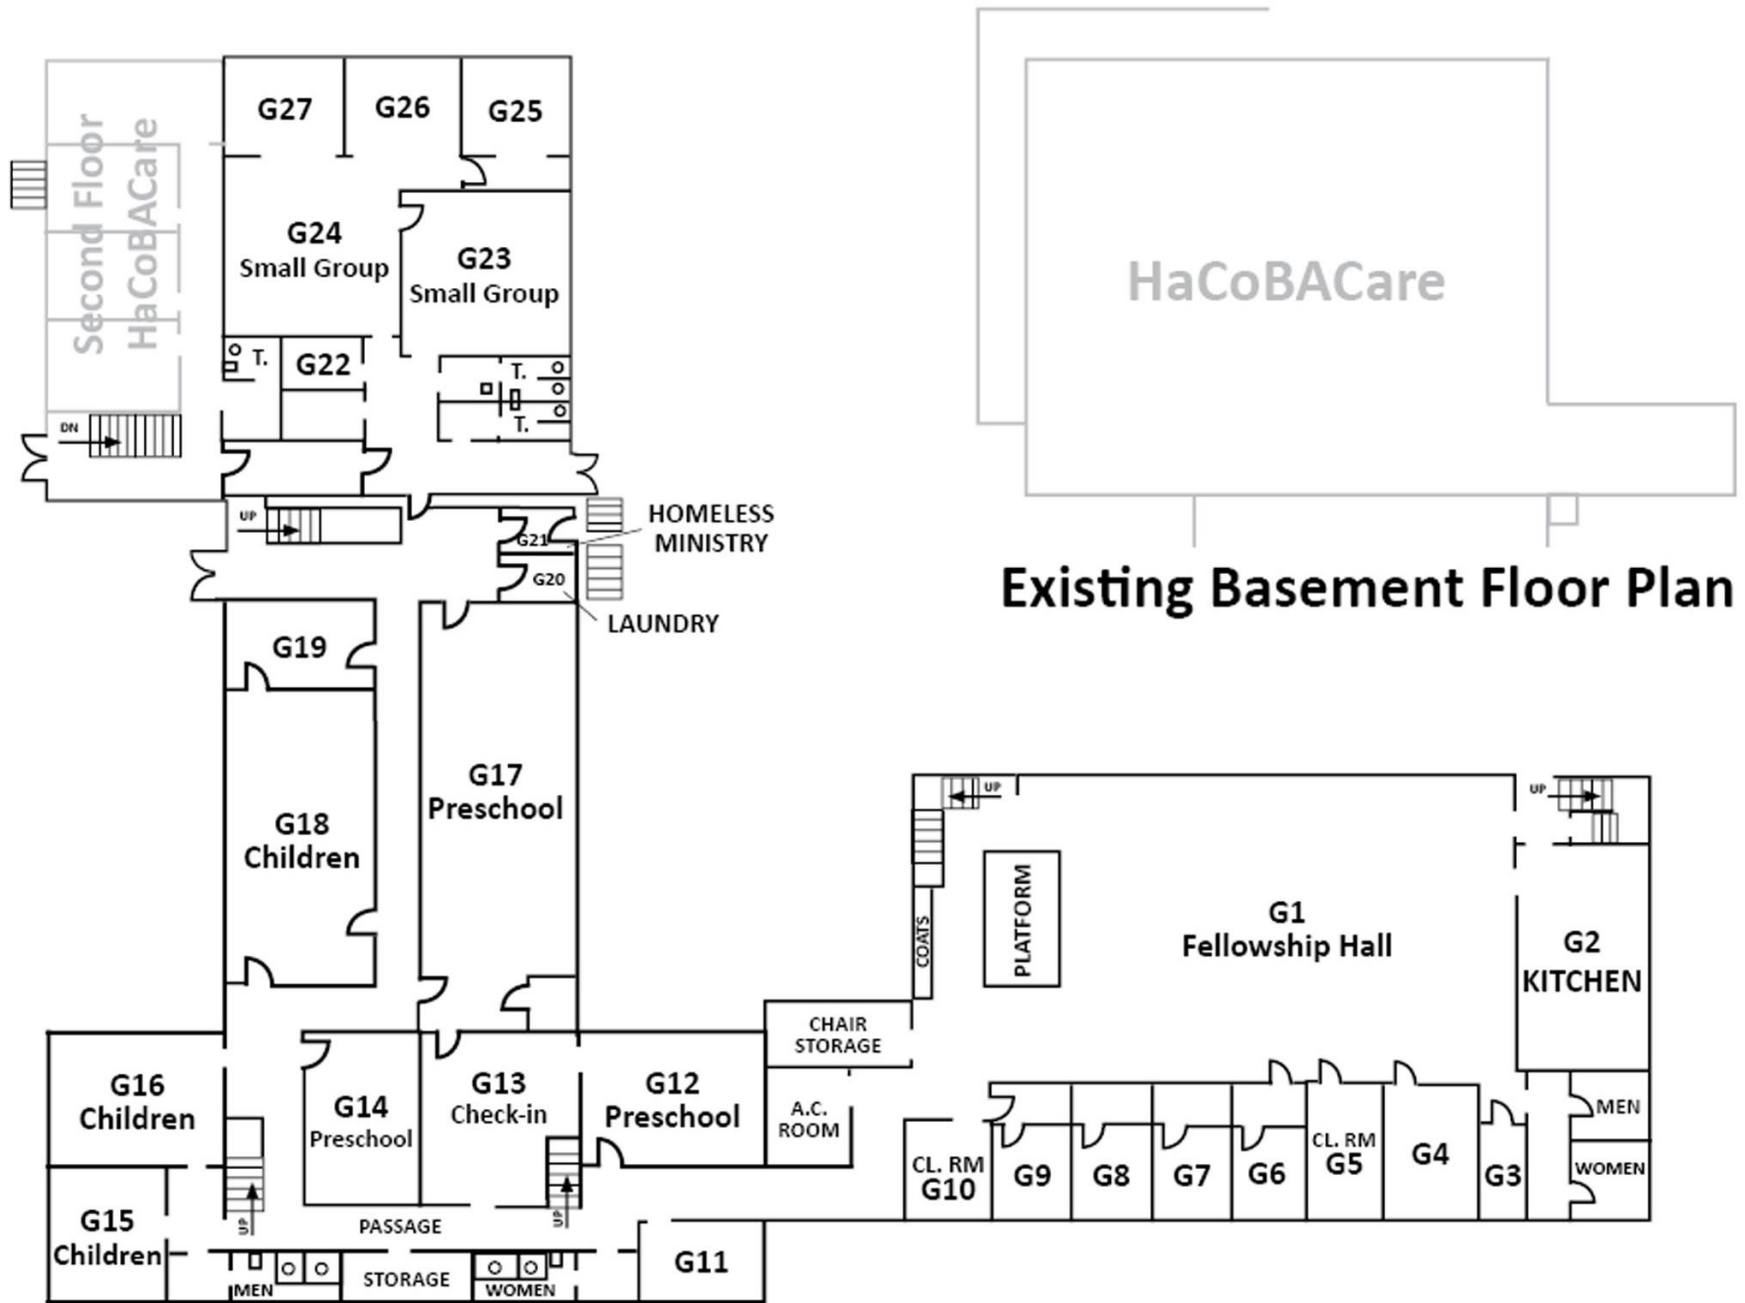 G27
G26
G25
Second Floor
HaCoBACare
HaCoBACare
G24
Small Group
G23
Small Group
T.
G22
T.
T.
DN
UP
G21
HOMELESS
MINISTRY
G20
LAUNDRY
Existing Basement Floor Plan
G19
G17
Preschool
G18
Children
UP
UP
PLATFORM
COATS
G1
Fellowship Hall
G2
KITCHEN
CHAIR
STORAGE
G16
Children
G14
Preschool
G13
Check-in
G12
Preschool
A.C.
ROOM
CL. RM
G10
G9
G8
G7
G6
CL. RM
G5
G4
G3
MEN
WOMEN
G15
Children
UP
PASSAGE
UP
MEN
STORAGE
WOMEN
G11